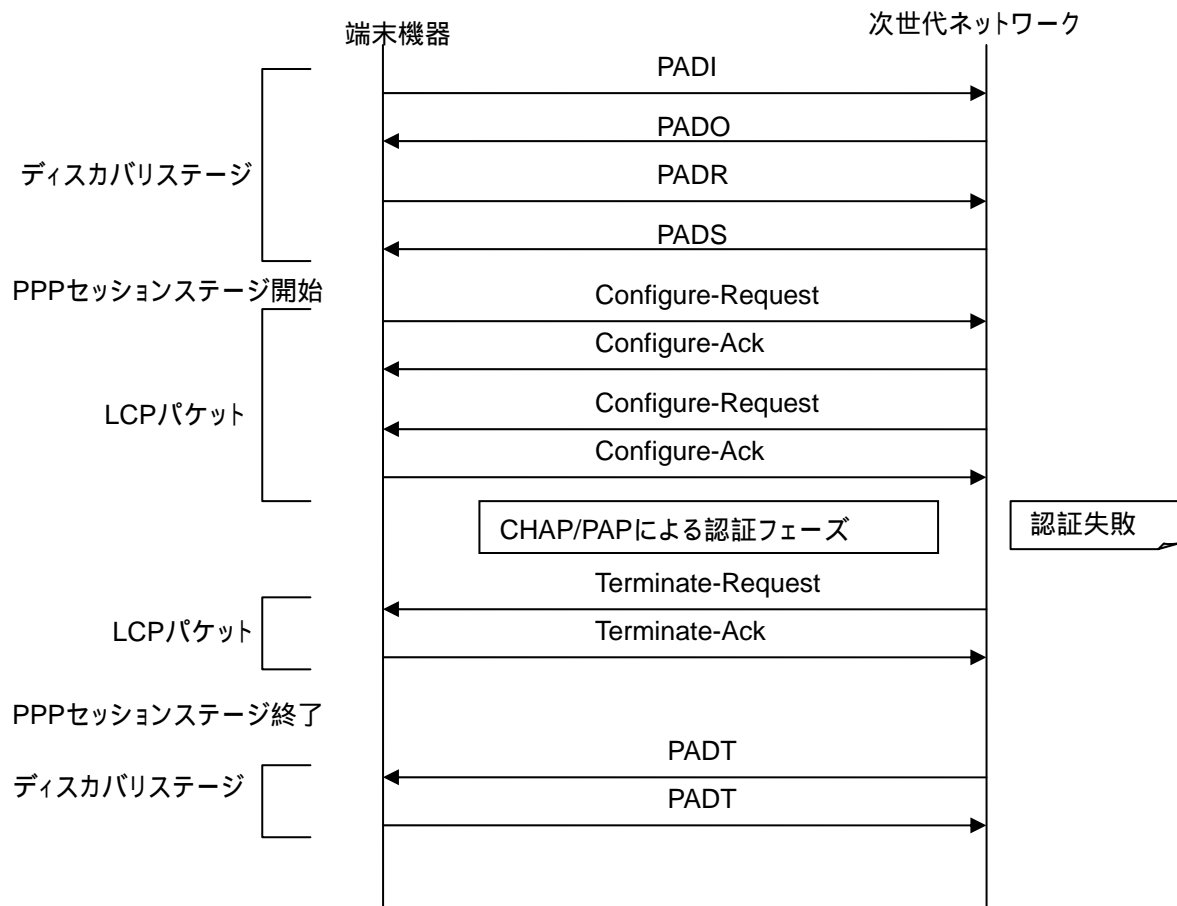 端末機器
次世代ネットワーク
PADI
PADO
ディスカバリステージ
PADR
PADS
PPPセッションステージ開始
Configure-Request
Configure-Ack
LCPパケット
Configure-Request
Configure-Ack
CHAP/PAPによる認証フェーズ
認証失敗
Terminate-Request
LCPパケット
Terminate-Ack
PPPセッションステージ終了
PADT
ディスカバリステージ
PADT